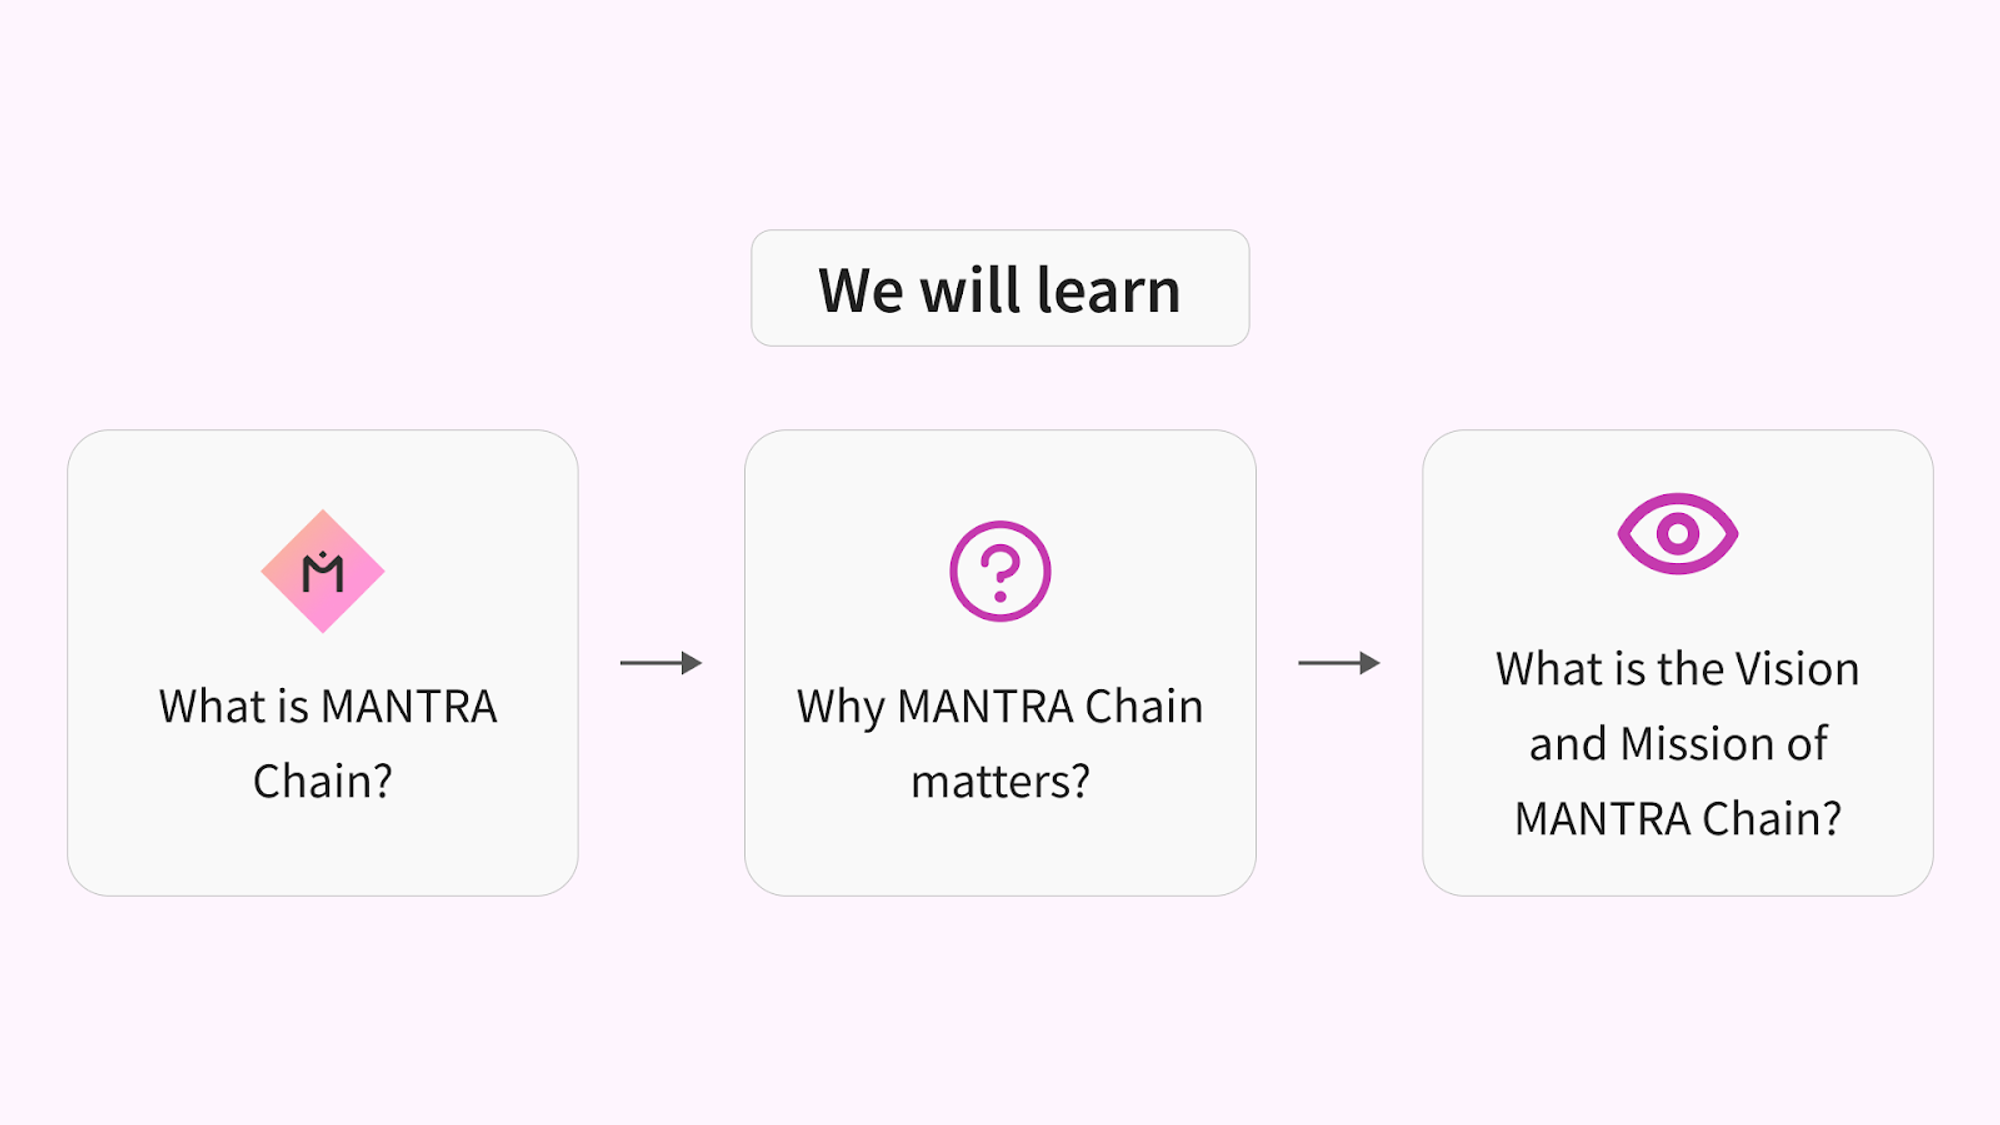 We will learn
What is MANTRA
Chain?
Why MANTRA Chain
matters?
What is the Vision
and Mission of
MANTRA Chain?